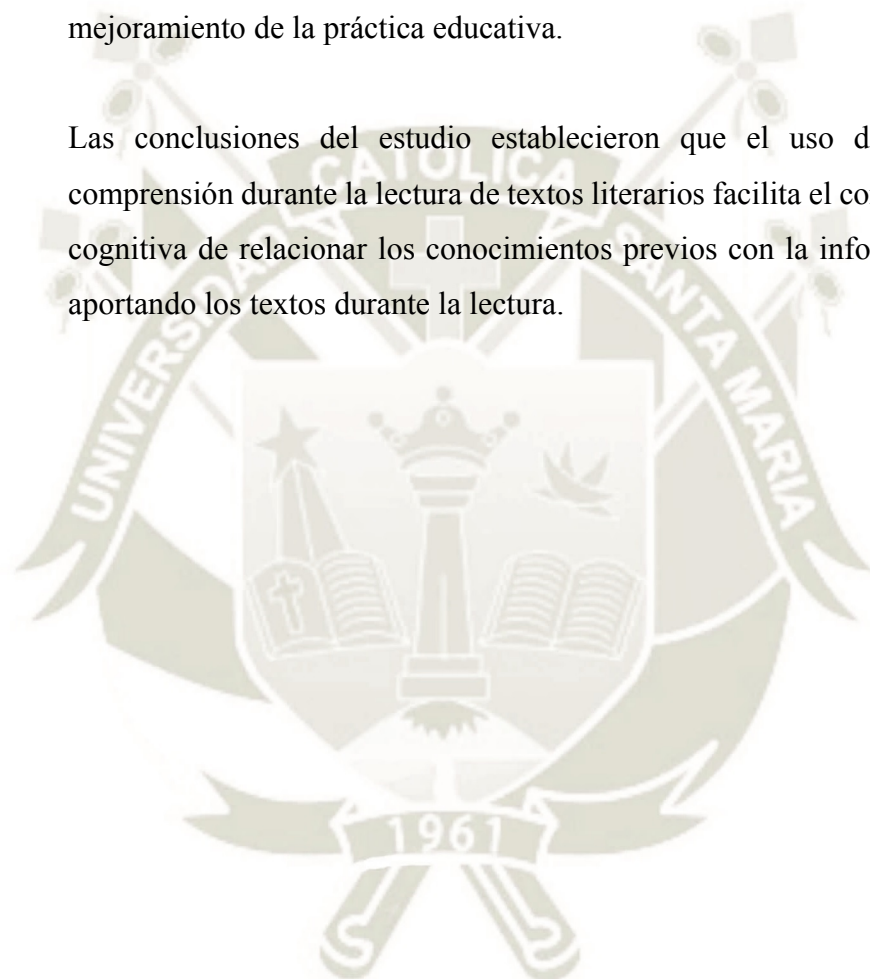 mejoramiento de la práctica educativa.
Las conclusiones del estudio establecieron que el uso d
comprensión durante la lectura de textos literarios facilita el co
cognitiva de relacionar los conocimientos previos con la info
aportando los textos durante la lectura.
UNIVERSIDAD CATOLICA SANTA MARIA
1961